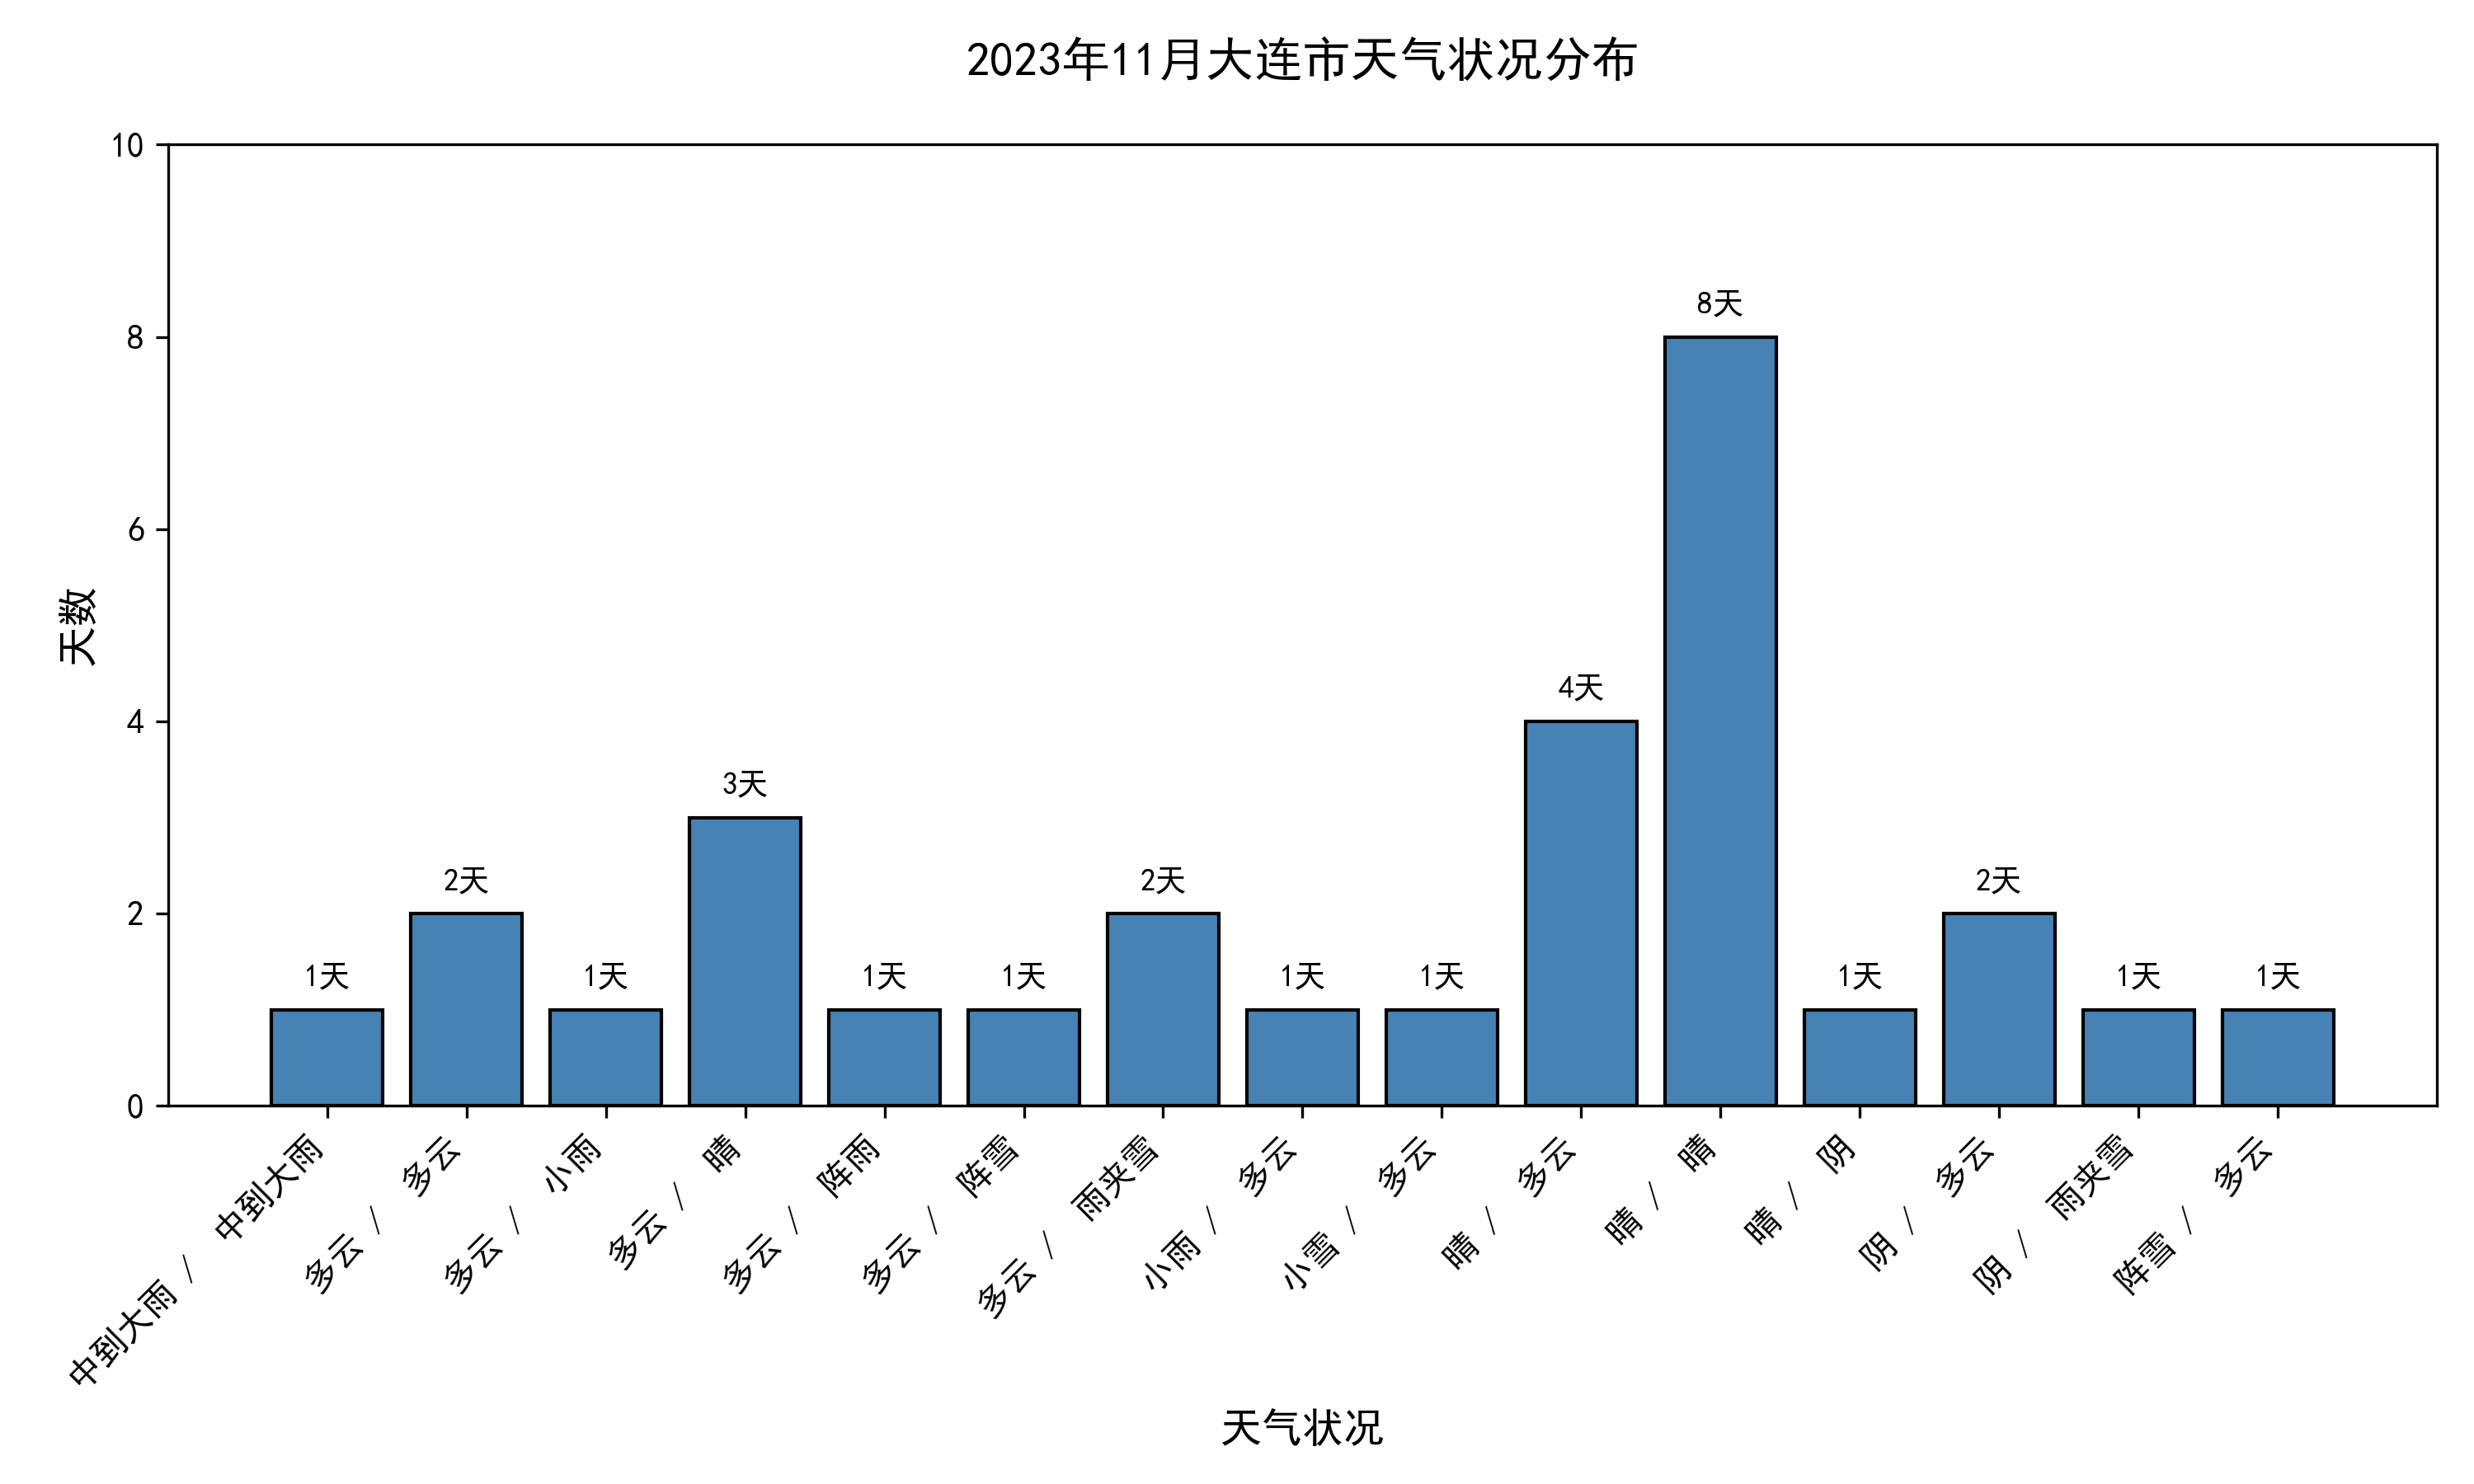 2023年11月大连市天气状况分布
天数
10
8
6
4
2
0
1天
2天
1天
3天
1天
1天
2天
1天
1天
4天
8天
1天
2天
1天
1天
中到大雨 / 中到大雨
多云 / 多云
多云 / 小雨
多云 / 晴
多云 / 阵雨
多云 / 阵雪
多云 / 雨夹雪
小雨 / 多云
小雪 / 多云
晴 / 多云
晴 / 晴
晴 / 阴
阴 / 多云
阴 / 雨夹雪
阵雪 / 多云
天气状况